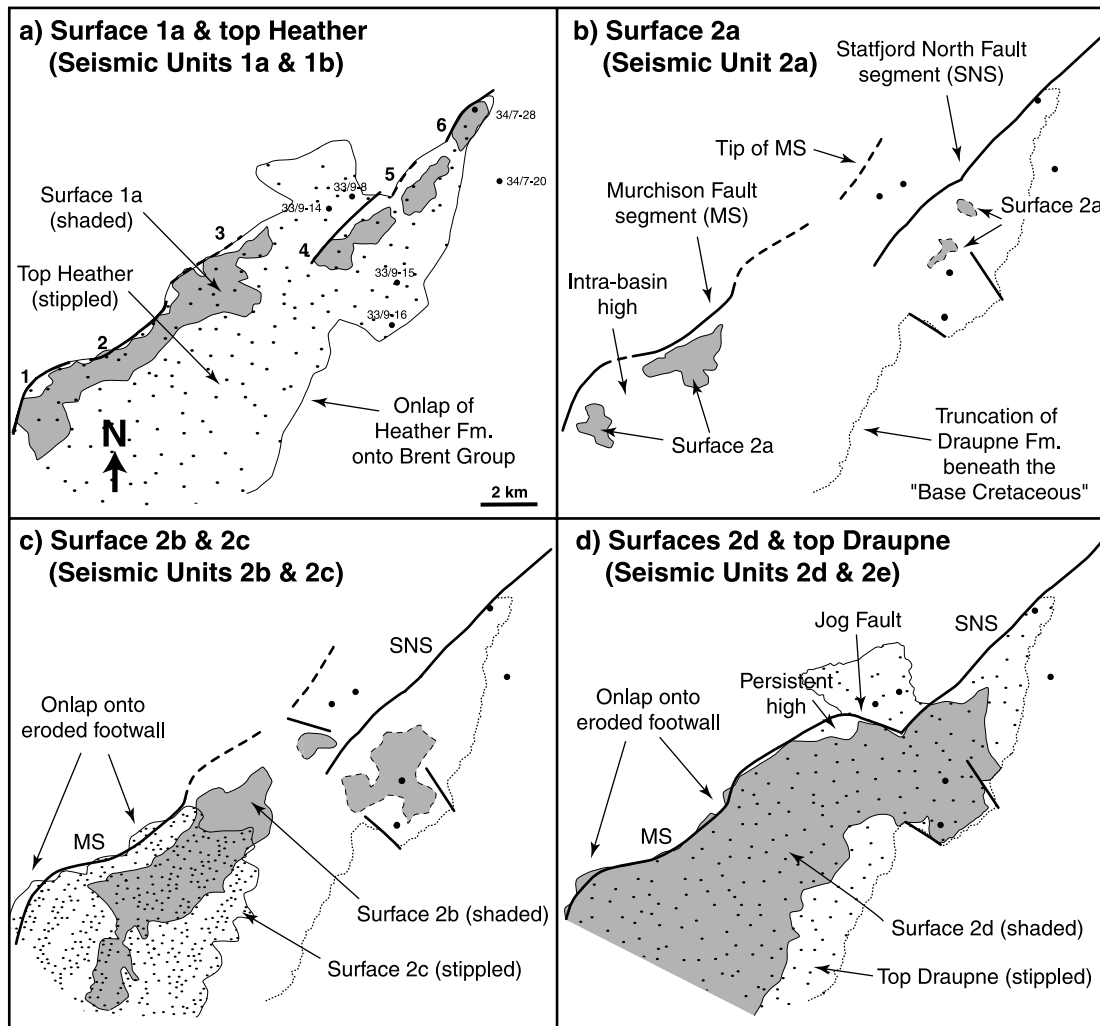 a) Surface 1a & top Heather
(Seismic Units 1a & 1b)
6
34/7-28
5
34/7-20
33/9-8
33/9-14
Surface 1a
(shaded)
3
4
Top Heather
(stippled)
33/9-15
33/9-16
2
1
N
Onlap of
Heather Fm.
onto Brent Group
2 km
b) Surface 2a
(Seismic Unit 2a)
Statfjord North Fault
segment (SNS)
Tip of MS
Murchison Fault
segment (MS)
Surface 2a
Intra-basin
high
Surface 2a
Truncation of
Draupne Fm.
beneath the
"Base Cretaceous"
c) Surface 2b & 2c
(Seismic Units 2b & 2c)
SNS
Onlap onto
eroded footwall
MS
Surface 2b (shaded)
Surface 2c (stippled)
d) Surfaces 2d & top Draupne
(Seismic Units 2d & 2e)
Jog Fault
SNS
Persistent
high
Onlap onto
eroded footwall
MS
Surface 2d (shaded)
Top Draupne (stippled)